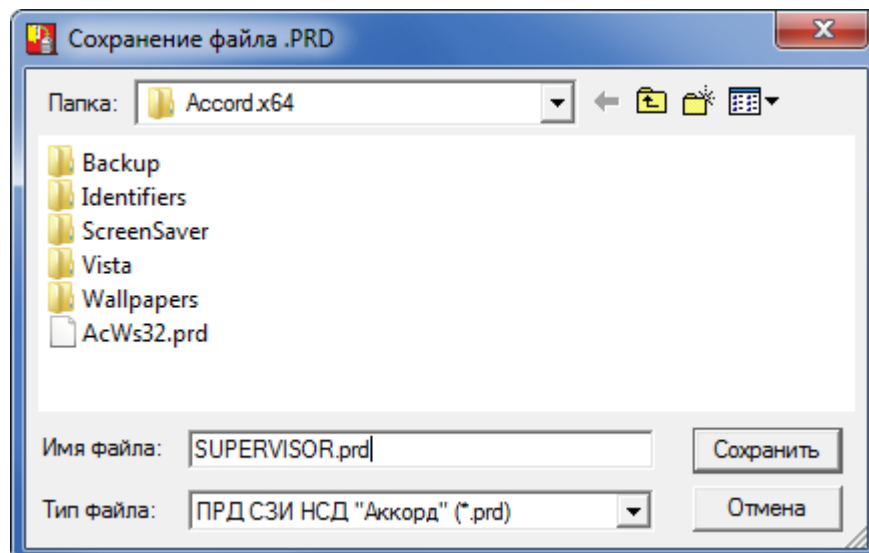 Сохранение файла .PRD
Папка: Accord.x64
Backup
Identifiers
ScreenSaver
Vista
Wallpapers
AcWs32.prd
Имя файла: SUPERVISOR.prd Сохранить
Тип файла: ПРД СЗИ НСД "Аккорд" (*.prd) Отмена